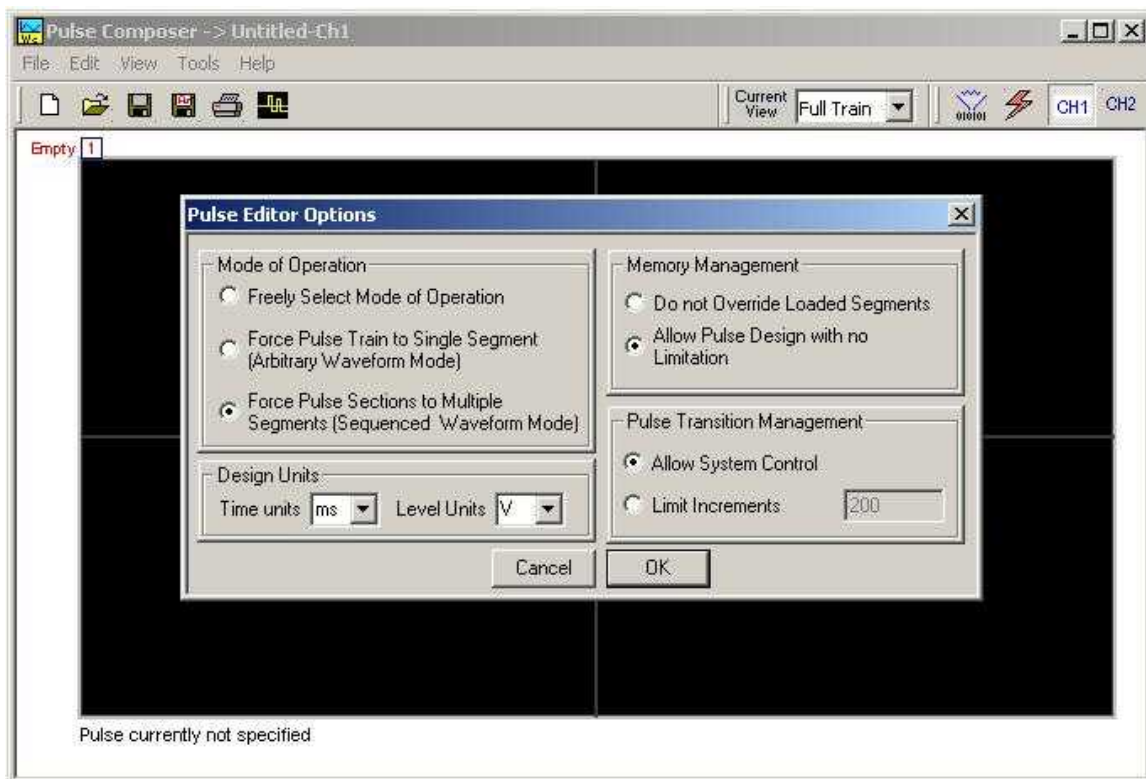 Pulse Composer -> Untitled-Ch1
File Edit View Tools Help
Current View Full Train
010101
CH1 CH2
Empty 1
Pulse Editor Options
Mode of Operation
Freely Select Mode of Operation
Force Pulse Train to Single Segment
(Arbitrary Waveform Mode)
Force Pulse Sections to Multiple
Segments (Sequenced Waveform Mode)
Design Units
Time units ms Level Units V
Memory Management
Do not Override Loaded Segments
Allow Pulse Design with no
Limitation
Pulse Transition Management
Allow System Control
Limit Increments 200
Cancel OK
Pulse currently not specified